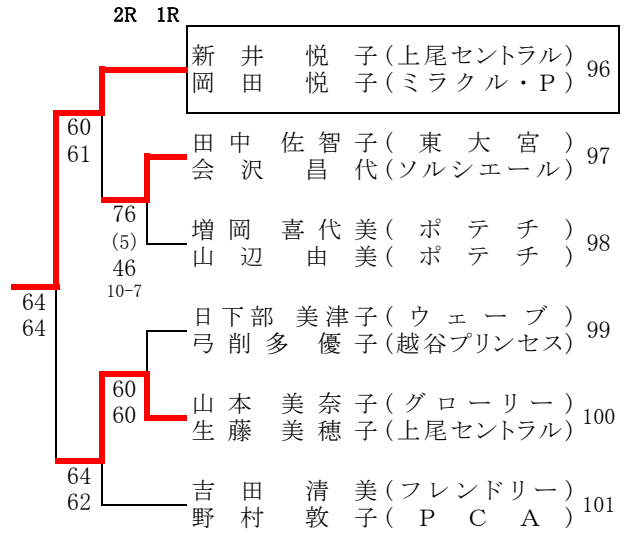 2R 1R
新井 悦子(上尾セントラル)
岡田 悦子(ミラクル・P) 96
60
61
田中 佐智子(東大宮)
会沢 昌代(ソルシエール) 97
76
(5)
46
10-7
増岡 喜代美(ポテチ)
山辺 由美(ポテチ) 98
64
64
日下部 美津子(ウェーブ)
弓削多 優子(越谷プリンセス) 99
60
60
山本 美奈子(グローリー)
生藤 美穂子(上尾セントラル) 100
64
62
吉田 清美(フレンドリー)
野村 敦子(PCA) 101